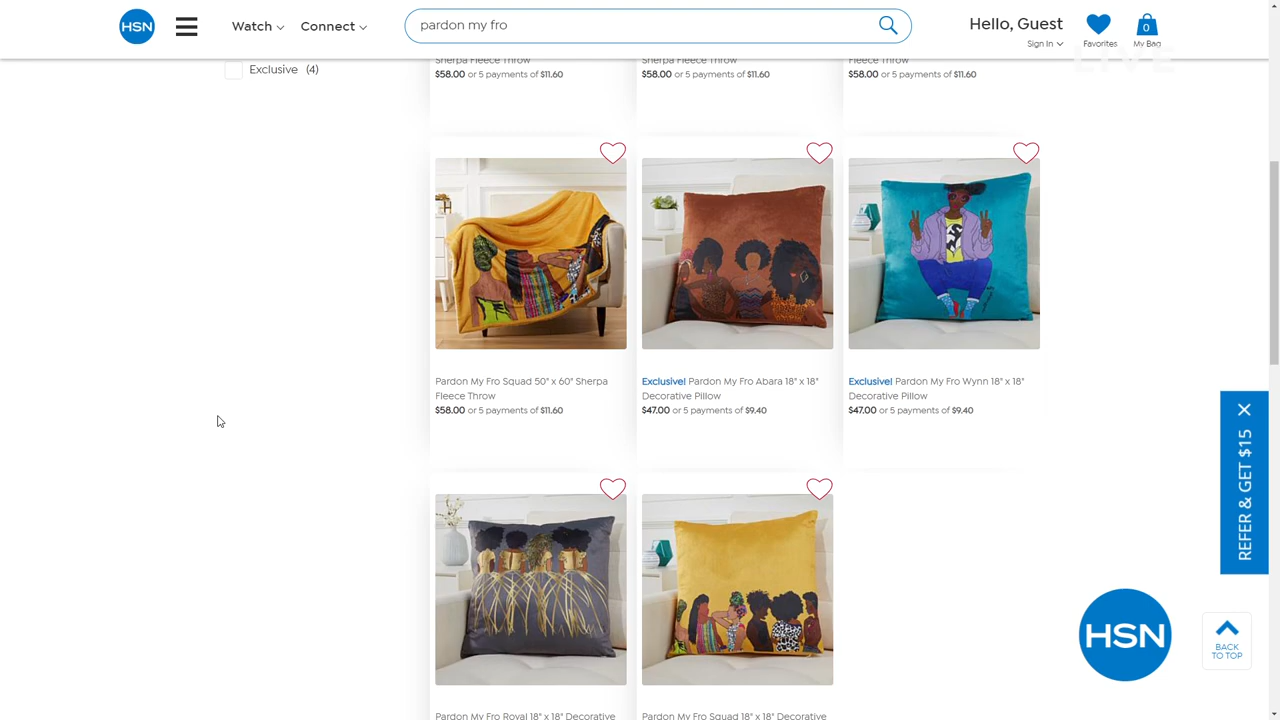 HSN
Watch
Connect
pardon my fro
Hello, Guest
Sign In
Favorites
0
My Bag
LIVE
Exclusive (4)
Sherpa Fleece Throw
$58.00 or 5 payments of $11.60
Sherpa Fleece Throw
$58.00 or 5 payments of $11.60
Fleece Throw
$58.00 or 5 payments of $11.60
Pardon My Fro Squad 50" x 60" Sherpa
Fleece Throw
$58.00 or 5 payments of $11.60
Exclusive! Pardon My Fro Abara 18" x 18"
Decorative Pillow
$47.00 or 5 payments of $9.40
Exclusive! Pardon My Fro Wynn 18" x 18"
Decorative Pillow
$47.00 or 5 payments of $9.40
Pardon My Fro Royal 18" x 18" Decorative
Pardon My Fro Squad 18" x 18" Decorative
REFER & GET $15
HSN
BACK
TO TOP